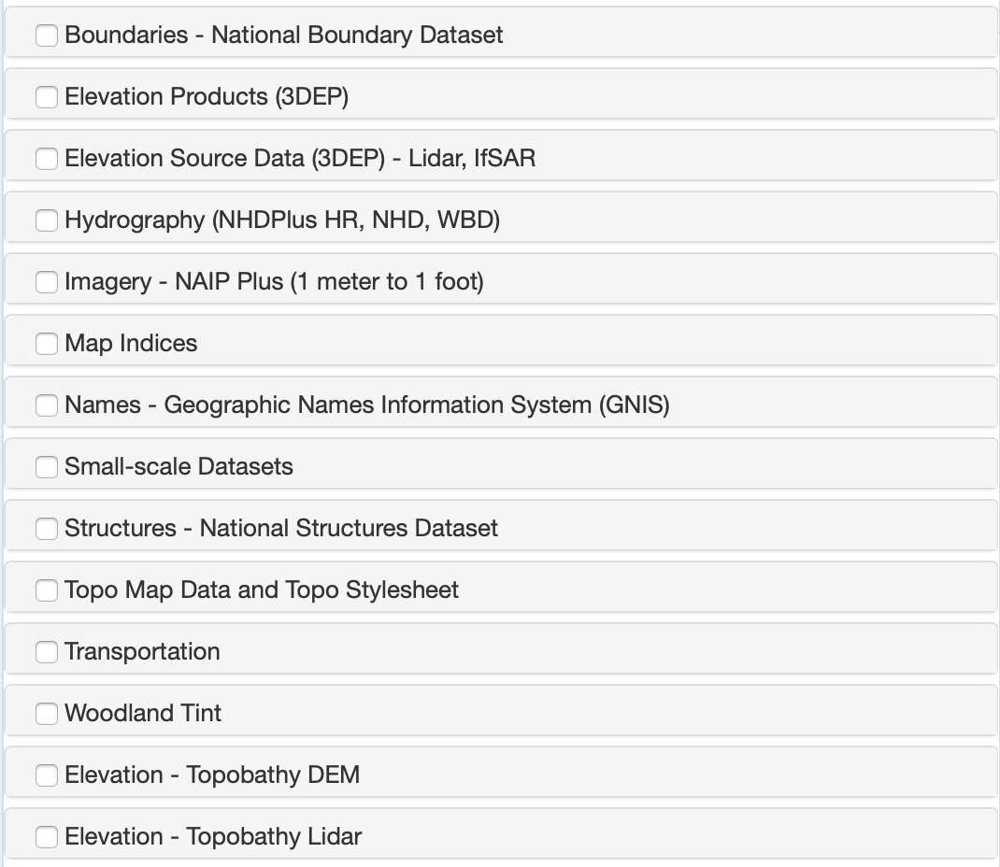 Boundaries - National Boundary Dataset
Elevation Products (3DEP)
Elevation Source Data (3DEP) - Lidar, IfSAR
Hydrography (NHDPlus HR, NHD, WBD)
Imagery - NAIP Plus (1 meter to 1 foot)
Map Indices
Names - Geographic Names Information System (GNIS)
Small-scale Datasets
Structures - National Structures Dataset
Topo Map Data and Topo Stylesheet
Transportation
Woodland Tint
Elevation - Topobathy DEM
Elevation - Topobathy Lidar